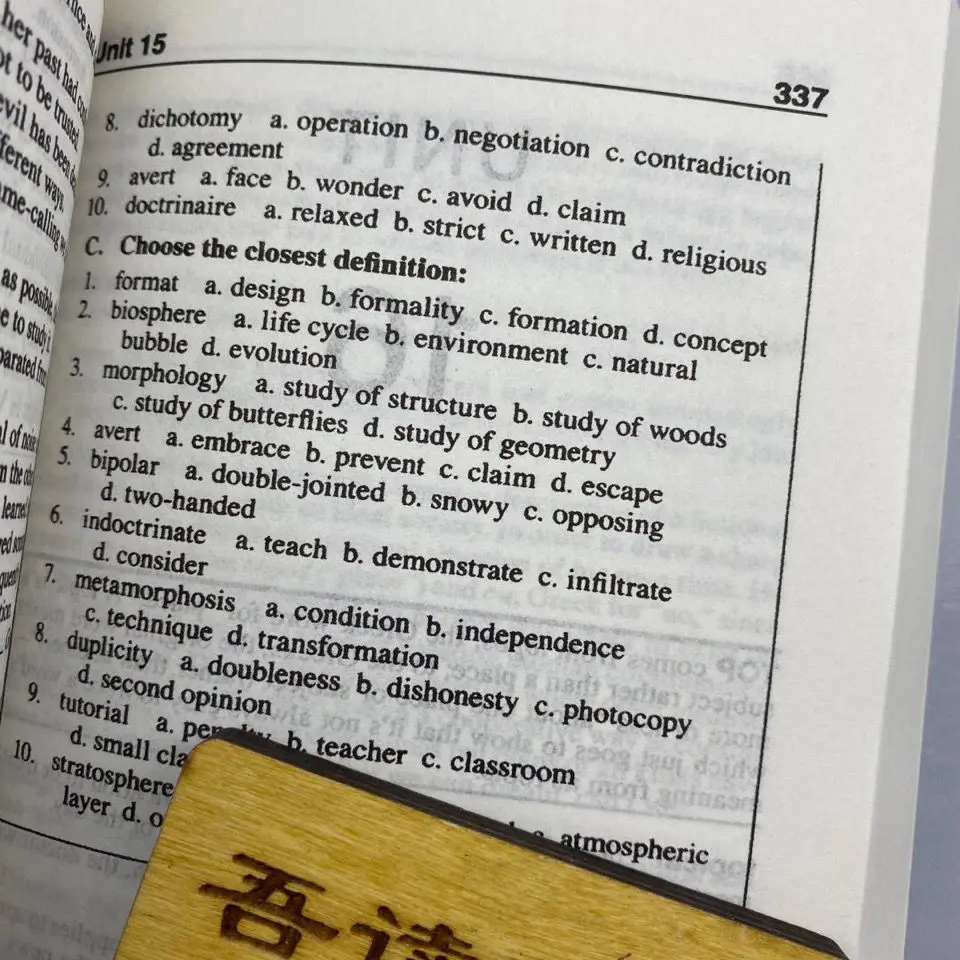 Unit 15
337
8. dichotomy a. operation b. negotiation c. contradiction
d. agreement
9. avert a. face b. wonder c. avoid d. claim
10. doctrinaire a. relaxed b. strict c. written d. religious
C. Choose the closest definition:
1. format a. design b. formality c. formation d. concept
2. biosphere a. life cycle b. environment c. natural
bubble d. evolution
3. morphology a. study of structure b. study of woods
c. study of butterflies d. study of geometry
4. avert a. embrace b. prevent c. claim d. escape
5. bipolar a. double-jointed b. snowy c. opposing
d. two-handed
6. indoctrinate a. teach b. demonstrate c. infiltrate
d. consider
7. metamorphosis a. condition b. independence
c. technique d. transformation
8. duplicity a. doubleness b. dishonesty c. photocopy
d. second opinion
9. tutorial a. b. teacher c. classroom
d. small
10. stratosphere atmospheric
layer d.
her past had
to be trusted
evil has been
ways
as possible
to study
吾读